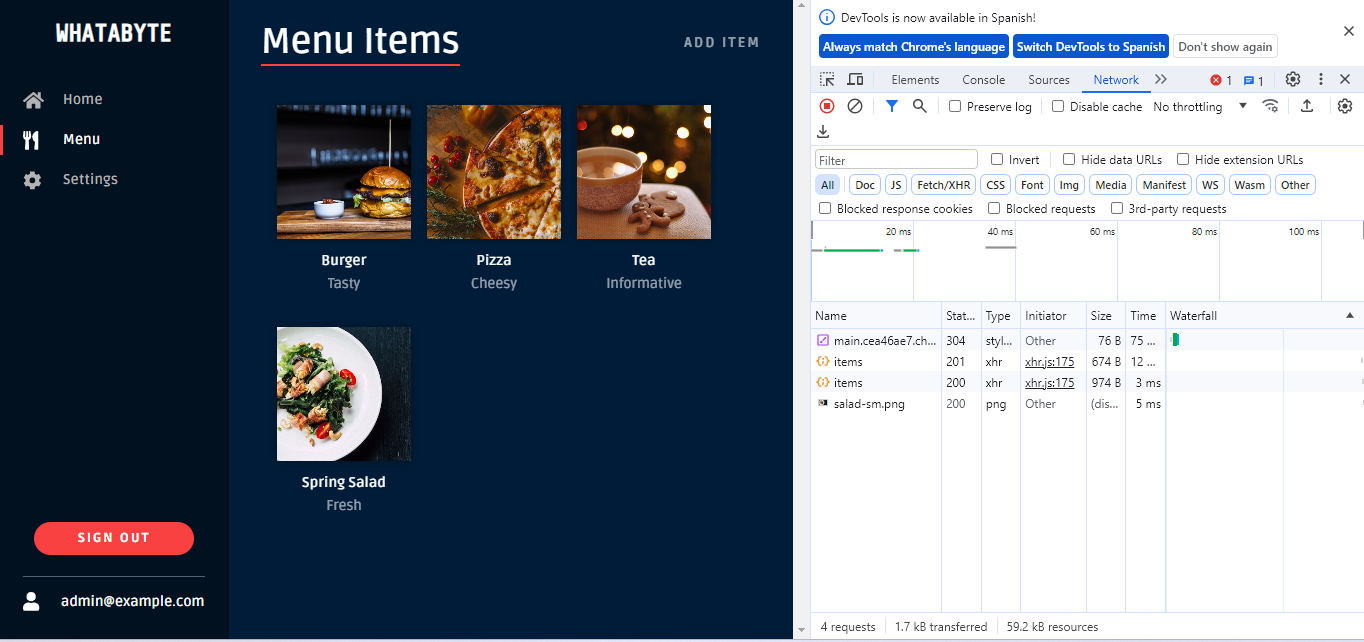 WHATABYTE
Home
Menu
Settings
SIGN OUT
admin@example.com
Menu Items
ADD ITEM
Burger
Tasty
Pizza
Cheesy
Tea
Informative
Spring Salad
Fresh
DevTools is now available in Spanish!
Always match Chrome's language Switch DevTools to Spanish Don't show again
Elements Console Sources Network 1 1
Preserve log Disable cache No throttling
Filter Invert Hide data URLs Hide extension URLs
All Doc JS Fetch/XHR CSS Font Img Media Manifest WS Wasm Other
Blocked response cookies Blocked requests 3rd-party requests
20 ms 40 ms 60 ms 80 ms 100 ms
Name Stat... Type Initiator Size Time Waterfall
main.cea46ae7.ch... 304 styl... Other 76 B 75 ...
items 201 xhr xhr.js:175 674 B 12 ...
items 200 xhr xhr.js:175 974 B 3 ms
salad-sm.png 200 png Other (dis... 5 ms
4 requests 1.7 kB transferred 59.2 kB resources